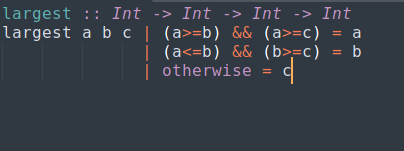 largest :: Int -> Int -> Int -> Int
largest a b c | (a>=b) && (a>=c) = a
              | (a<=b) && (b>=c) = b
              | otherwise = c